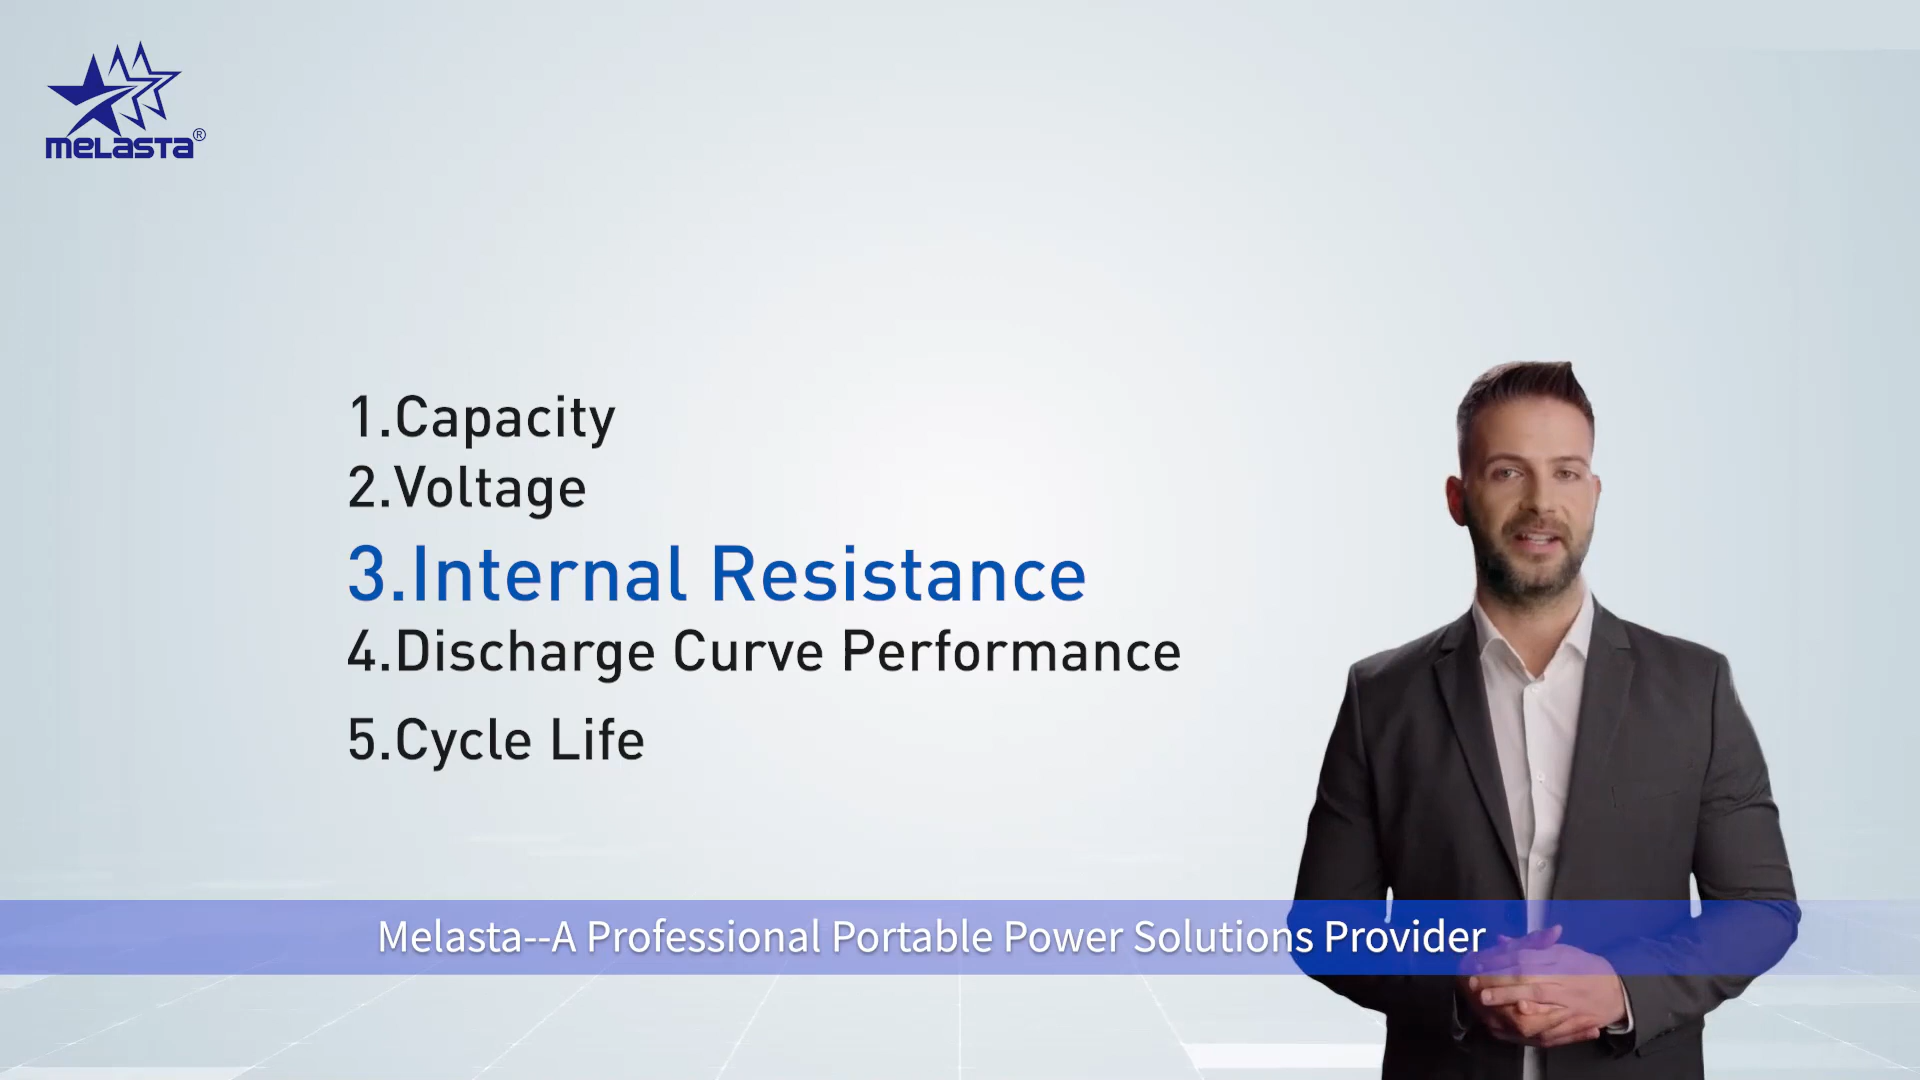 MELASTA®
1.Capacity
2.Voltage
3.Internal Resistance
4.Discharge Curve Performance
5.Cycle Life
Melasta--A Professional Portable Power Solutions Provider